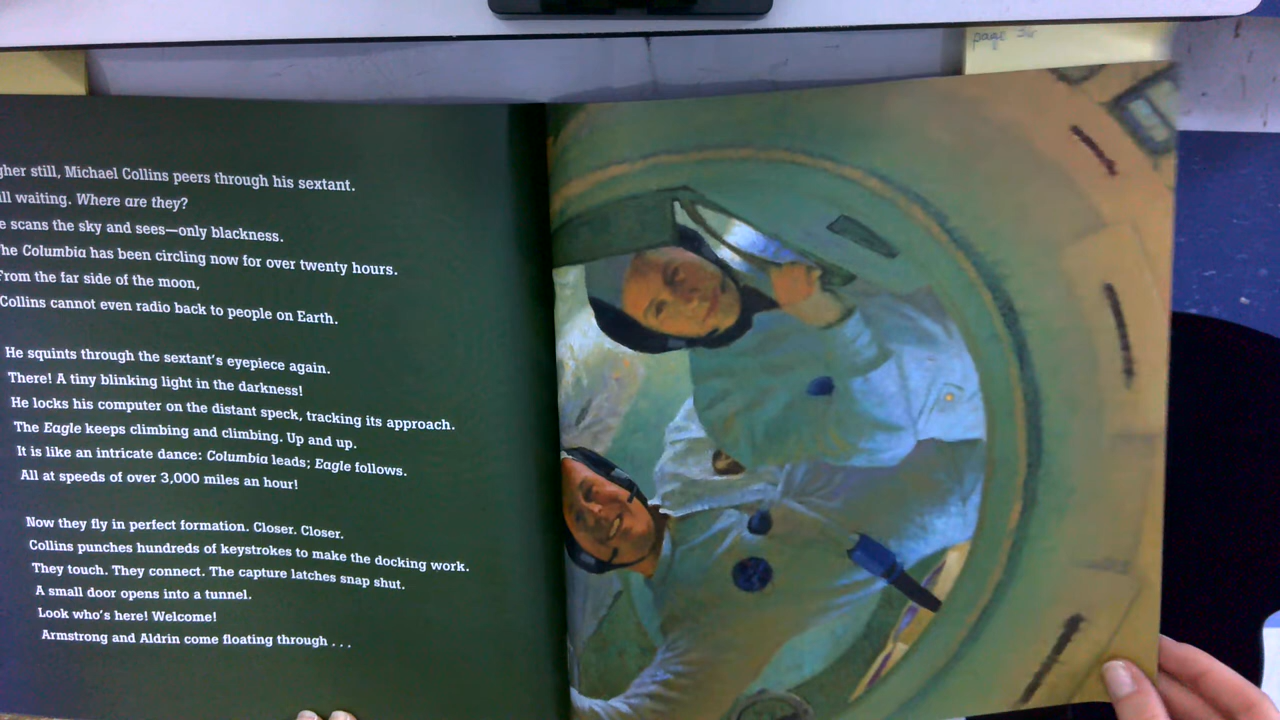 page
gher still, Michael Collins peers through his sextant.
ll waiting. Where are they?
e scans the sky and sees—only blackness.
he Columbia has been circling now for over twenty hours.
From the far side of the moon,
Collins cannot even radio back to people on Earth.
He squints through the sextant's eyepiece again.
There! A tiny blinking light in the darkness!
He locks his computer on the distant speck, tracking its approach.
The Eagle keeps climbing and climbing. Up and up.
It is like an intricate dance: Columbia leads; Eagle follows.
All at speeds of over 3,000 miles an hour!
Now they fly in perfect formation. Closer. Closer.
Collins punches hundreds of keystrokes to make the docking work.
They touch. They connect. The capture latches snap shut.
A small door opens into a tunnel.
Look who's here! Welcome!
Armstrong and Aldrin come floating through . . .